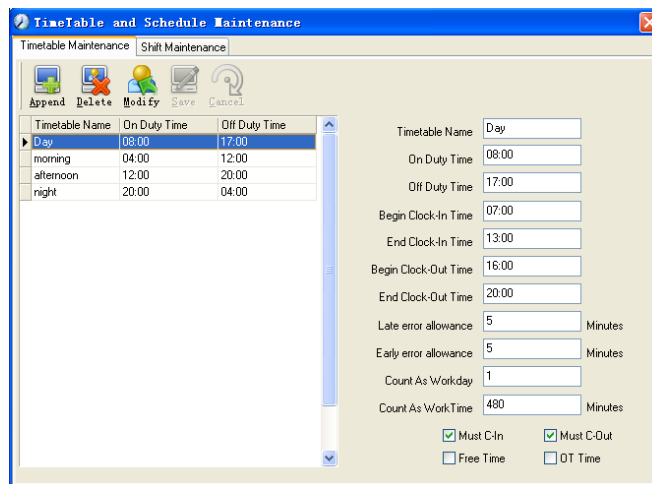 TimeTable and Schedule Maintenance
Timetable Maintenance Shift Maintenance
Append Delete Modify Save Cancel
Timetable Name On Duty Time Off Duty Time
Day 08:00 17:00
morning 04:00 12:00
afternoon 12:00 20:00
night 20:00 04:00
Timetable Name Day
On Duty Time 08:00
Off Duty Time 17:00
Begin Clock-In Time 07:00
End Clock-In Time 13:00
Begin Clock-Out Time 16:00
End Clock-Out Time 20:00
Late error allowance 5 Minutes
Early error allowance 5 Minutes
Count As Workday 1
Count As WorkTime 480 Minutes
Must C-In Must C-Out
Free Time OT Time